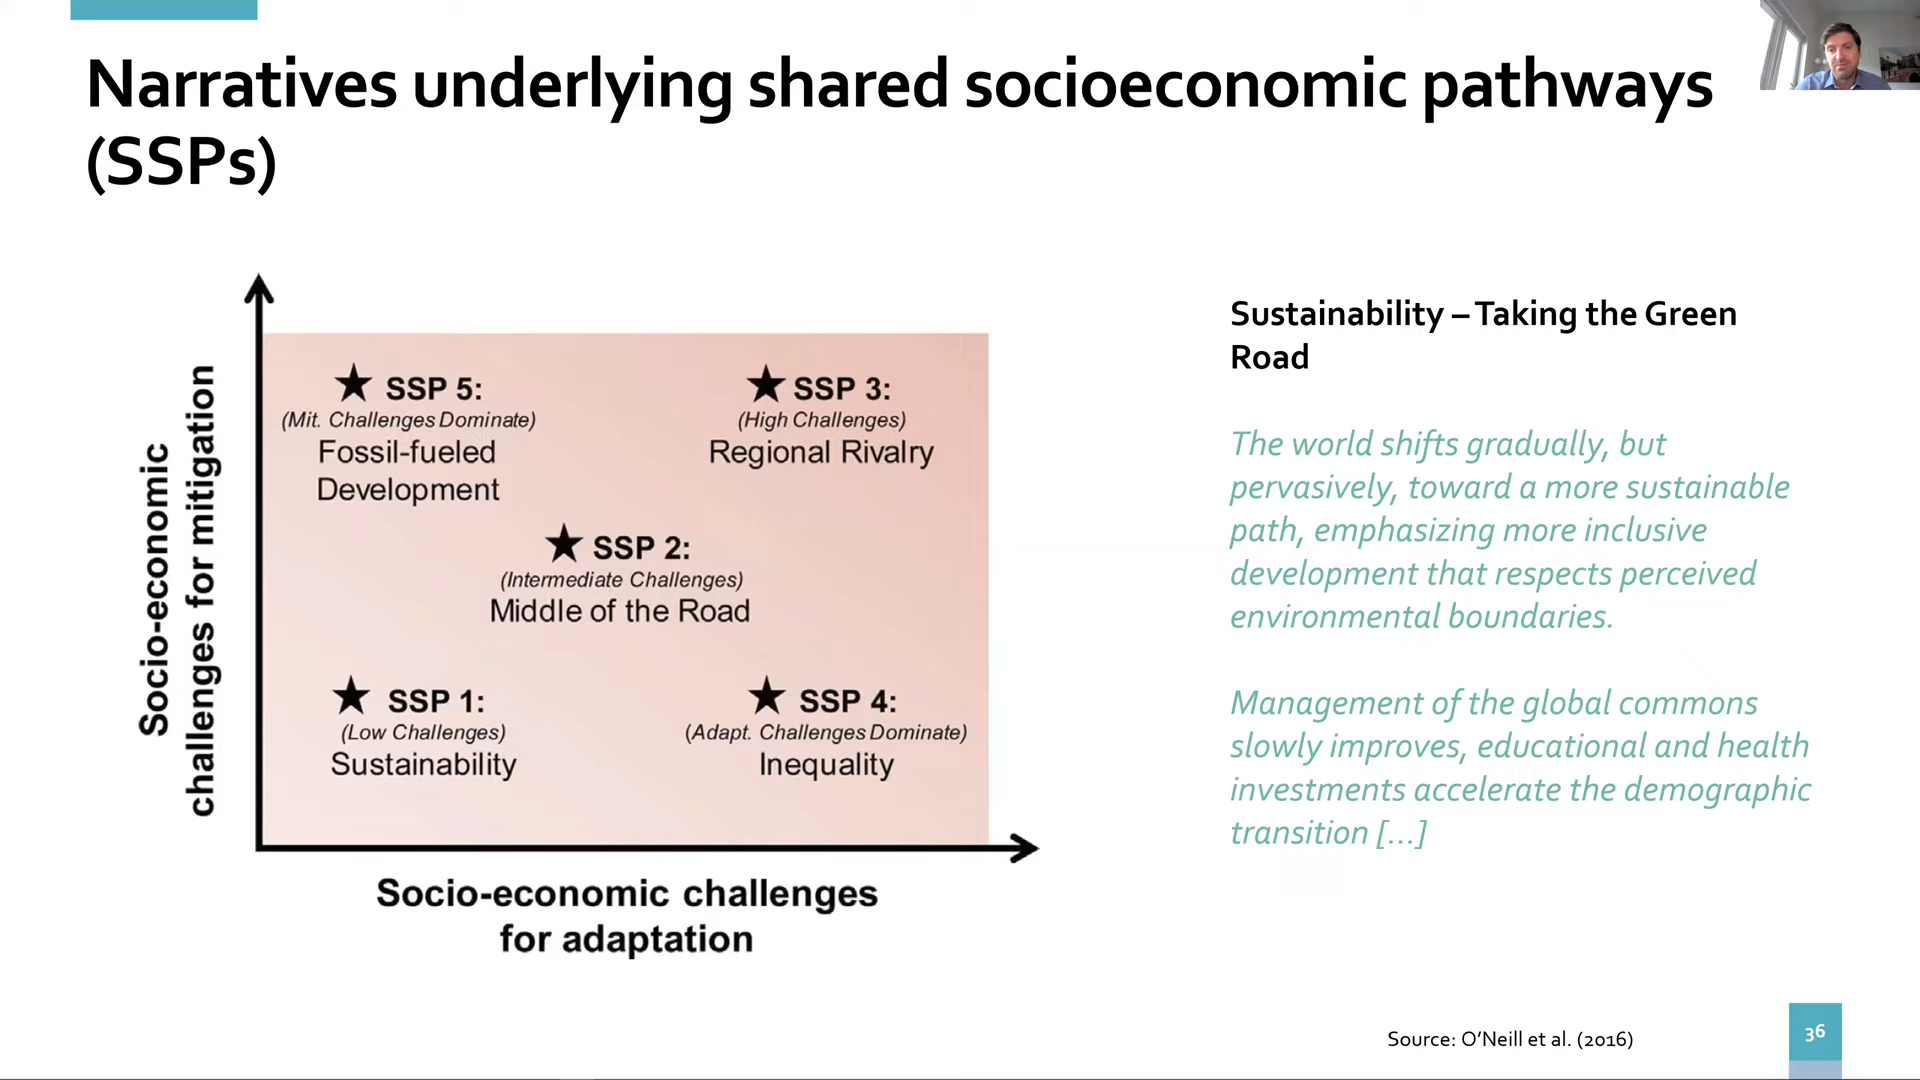 Narratives underlying shared socioeconomic pathways
(SSPs)
Socio-economic
challenges for mitigation
★ SSP 5:
(Mit. Challenges Dominate)
Fossil-fueled
Development
★ SSP 3:
(High Challenges)
Regional Rivalry
★ SSP 2:
(Intermediate Challenges)
Middle of the Road
★ SSP 1:
(Low Challenges)
Sustainability
★ SSP 4:
(Adapt. Challenges Dominate)
Inequality
Socio-economic challenges
for adaptation
Sustainability – Taking the Green
Road
The world shifts gradually, but
pervasively, toward a more sustainable
path, emphasizing more inclusive
development that respects perceived
environmental boundaries.
Management of the global commons
slowly improves, educational and health
investments accelerate the demographic
transition [...]
Source: O'Neill et al. (2016)
36